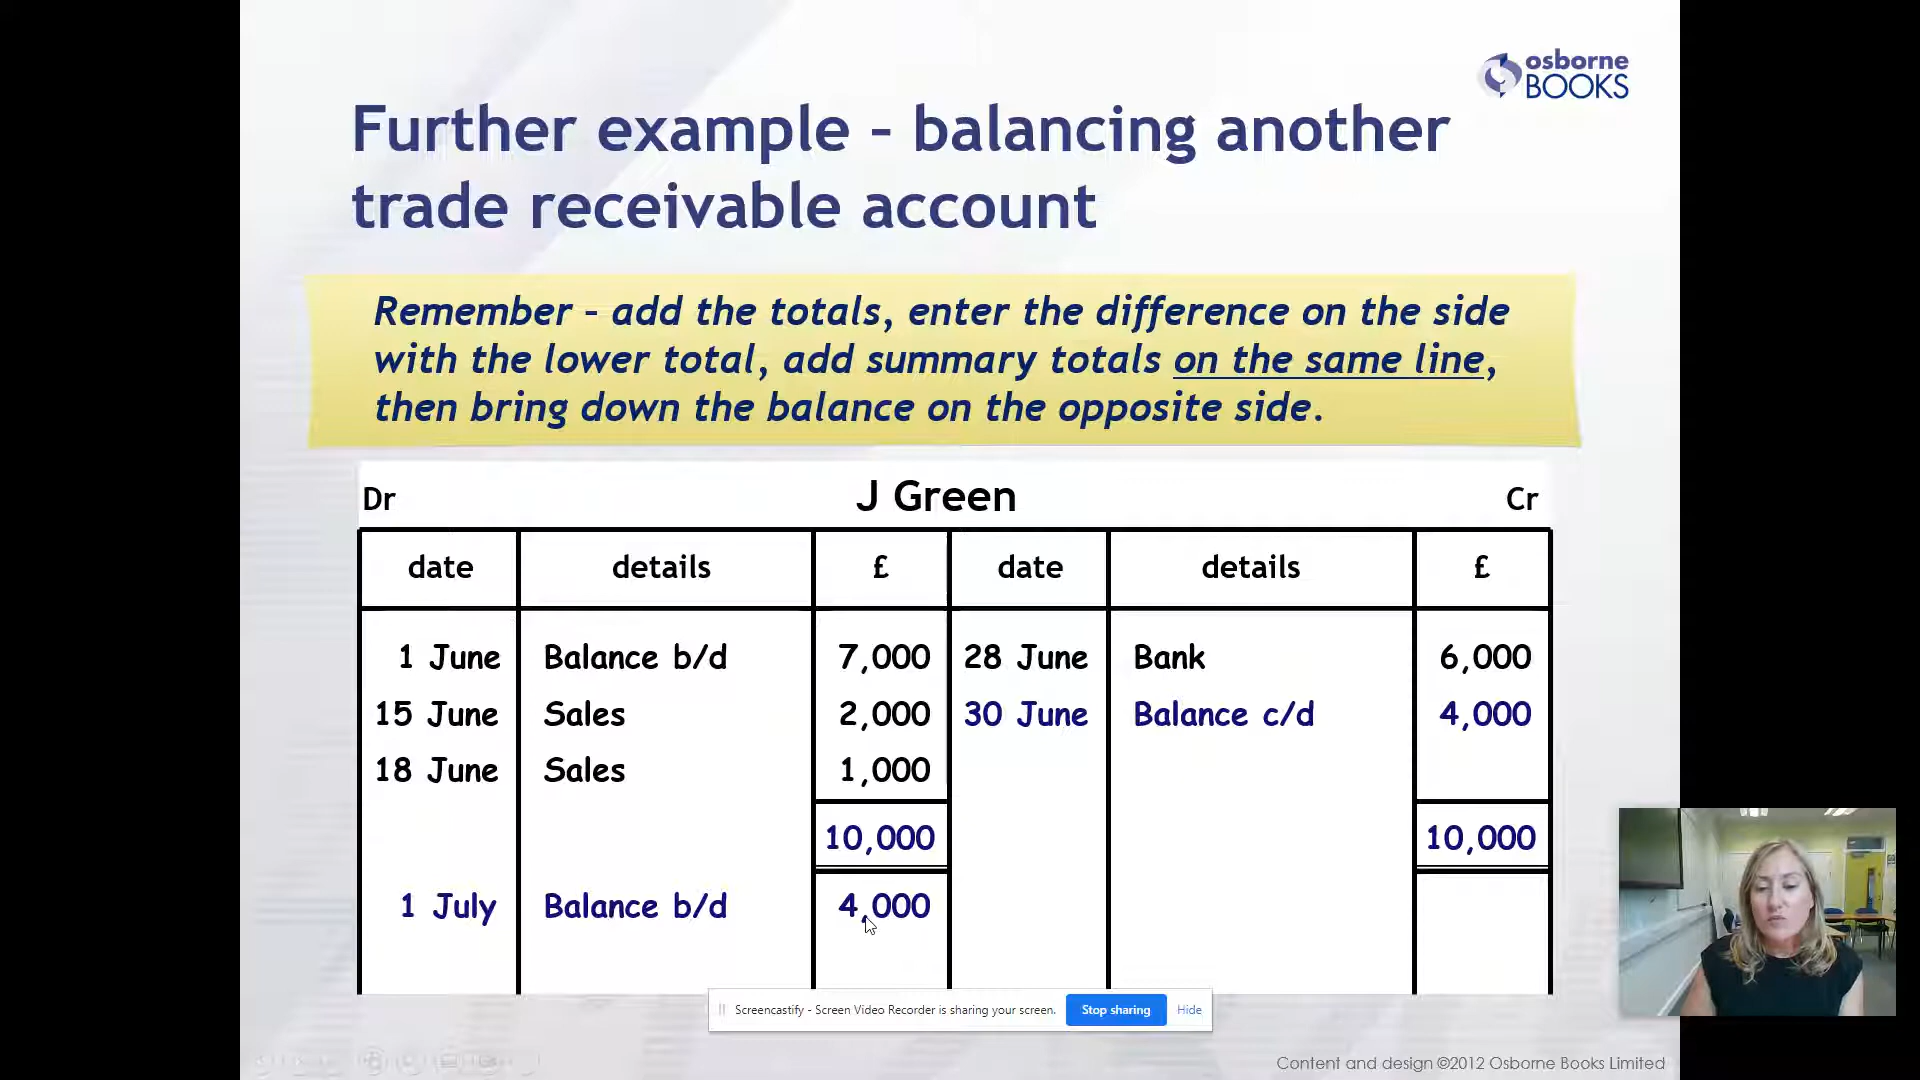 osborne
BOOKS
Further example – balancing another
trade receivable account
Remember – add the totals, enter the difference on the side
with the lower total, add summary totals on the same line,
then bring down the balance on the opposite side.
Dr J Green Cr
date details £ date details £
1 June Balance b/d 7,000 28 June Bank 6,000
15 June Sales 2,000 30 June Balance c/d 4,000
18 June Sales 1,000
10,000 10,000
1 July Balance b/d 4,000
Screencastify - Screen Video Recorder is sharing your screen. Stop sharing Hide
Content and design ©2012 Osborne Books Limited